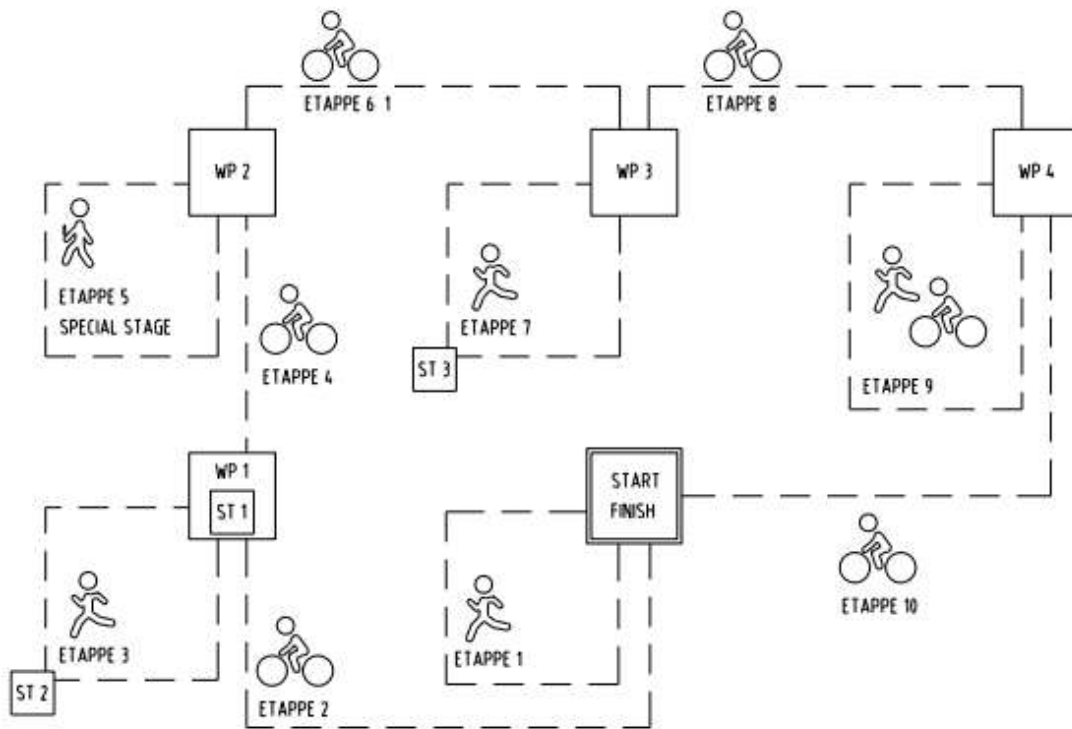 ETAPPE 6 1
ETAPPE 8
WP 2
WP 3
WP 4
ETAPPE 5
SPECIAL STAGE
ETAPPE 4
ETAPPE 7
ST 3
ETAPPE 9
WP 1
ST 1
START
FINISH
ETAPPE 3
ST 2
ETAPPE 2
ETAPPE 1
ETAPPE 10